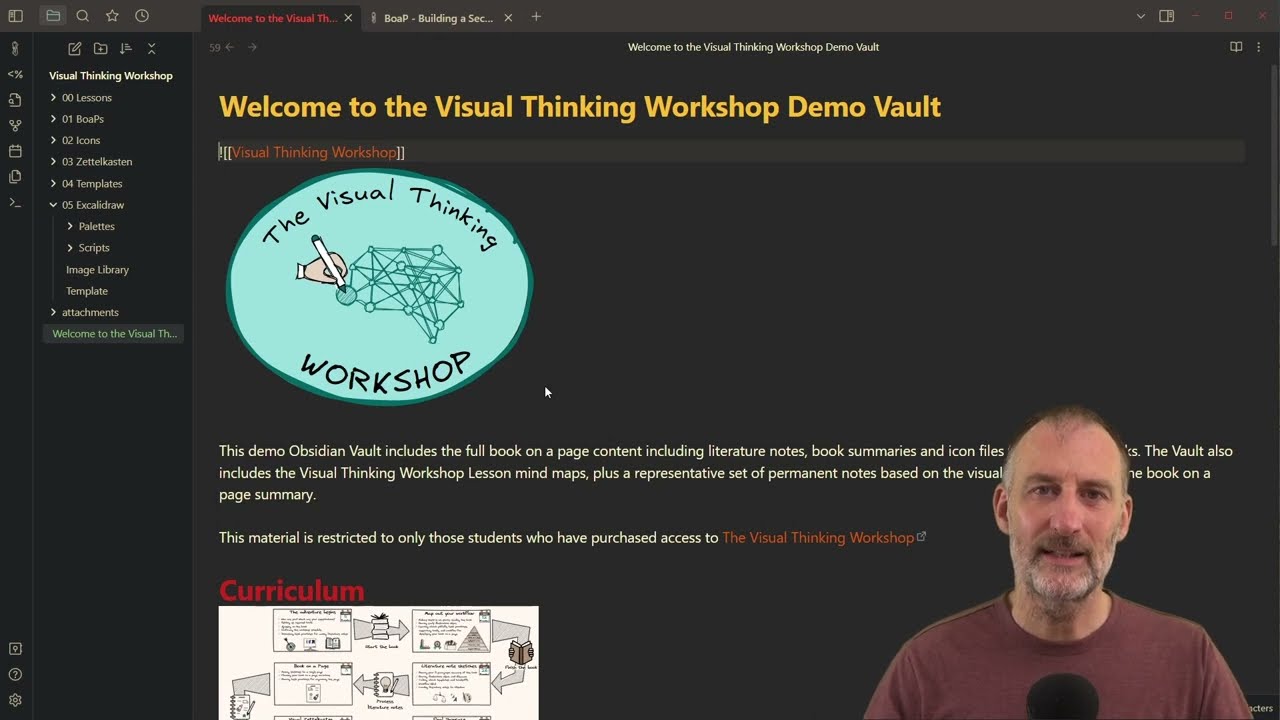 Welcome to the Visual Th...
BoaP - Building a Sec...
59
Welcome to the Visual Thinking Workshop Demo Vault
Visual Thinking Workshop
00 Lessons
01 BoaPs
02 Icons
03 Zettelkasten
04 Templates
05 Excalidraw
Palettes
Scripts
Image Library
Template
attachments
Welcome to the Visual Th...
Welcome to the Visual Thinking Workshop Demo Vault
![[Visual Thinking Workshop]]
The Visual Thinking
WORKSHOP
This demo Obsidian Vault includes the full book on a page content including literature notes, book summaries and icon files ks. The Vault also
includes the Visual Thinking Workshop Lesson mind maps, plus a representative set of permanent notes based on the visual he book on a
page summary.
This material is restricted to only those students who have purchased access to The Visual Thinking Workshop
Curriculum
The adventure begins
Start the book
Map out your workflow
Finish the book
Book on a Page
Process
literature notes
Literature note sketches
Visual Zettelkasten
acters